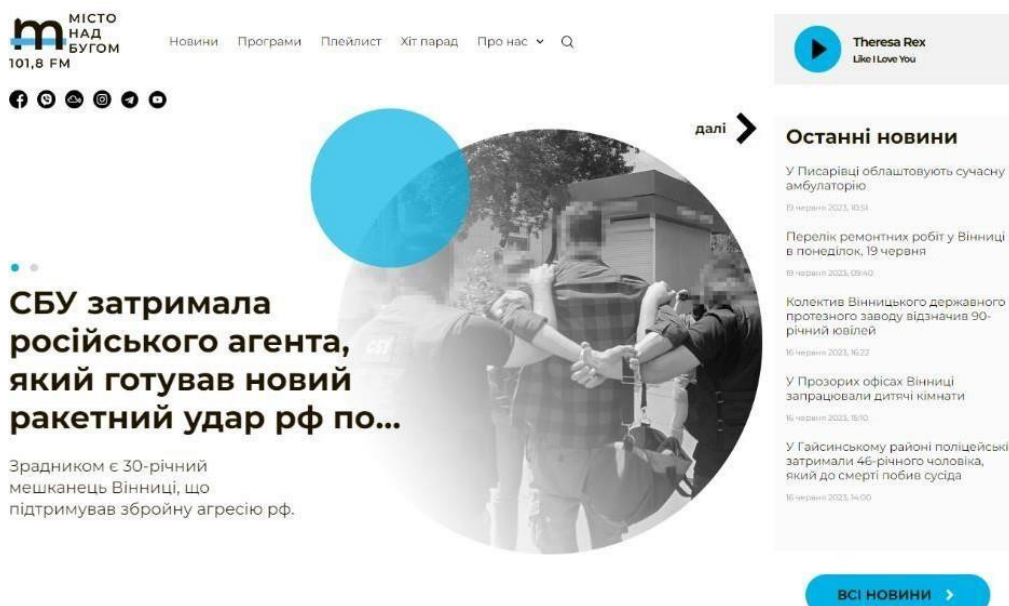 МІСТО
НАД
БУГОМ
101,8 FM
Новини Програми Плейлист Хіт парад Про нас
Theresa Rex
Like I Love You
далі
СБУ затримала
російського агента,
який готував новий
ракетний удар рф по...
Зрадником є 30-річний
мешканець Вінниці, що
підтримував збройну агресію рф.
Останні новини
У Писарівці облаштовують сучасну
амбулаторію
19 червня 2023, 10:51
Перелік ремонтних робіт у Вінниці
в понеділок, 19 червня
19 червня 2023, 09:40
Колектив Вінницького державного
протезного заводу відзначив 90-
річний ювілей
16 червня 2023, 16:22
У Прозорих офісах Вінниці
запрацювали дитячі кімнати
16 червня 2023, 15:10
У Гайсинському районі поліцейські
затримали 46-річного чоловіка,
який до смерті побив сусіда
16 червня 2023, 14:00
ВСІ НОВИНИ